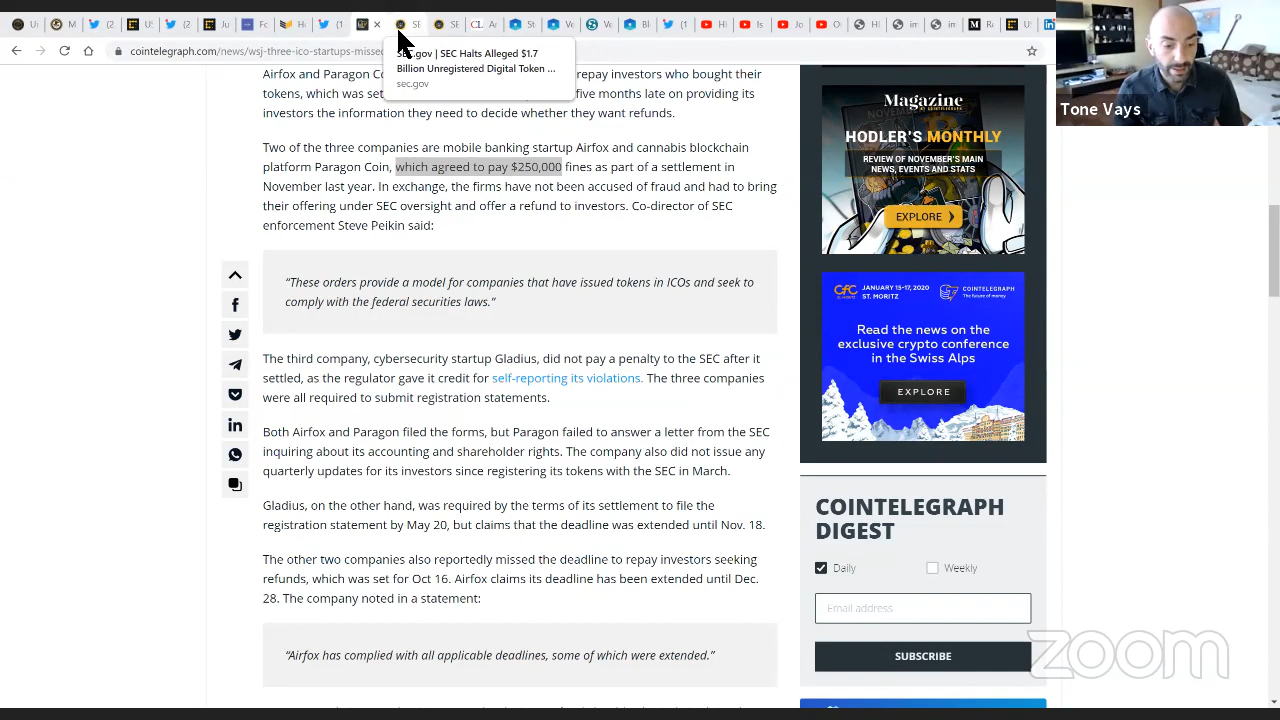 cointelegraph.com/news/wsj-three-ico-startups-misse
SEC.gov | SEC Halts Alleged $1.7
Billion Unregistered Digital Token ...
sec.gov
Tone Vays
Airfox and Paragon Co
repay investors who bought their
tokens, which was set
five months late on providing its
investors the information they need to decide whether they want refunds.
Two of the three companies are mobile banking startup Airfox and cannabis blockchain
platform Paragon Coin, which agreed to pay $250,000 fines as part of a settlement in
November last year. In exchange, the firms have not been accused of fraud and had to bring
their offering under SEC oversight and offer a refund to investors. Co-director of SEC
enforcement Steve Peikin said:
“These orders provide a model for companies that have issued tokens in ICOs and seek to
comply with the federal securities laws.”
The third company, cybersecurity startup Gladius, did not pay a penalty to the SEC after it
settled, as the regulator gave it credit for self-reporting its violations. The three companies
were all required to submit registration statements.
Both Airfox and Paragon filed the forms, but Paragon failed to answer a letter from the SEC
inquiring about its accounting and shareholder rights. The company also did not issue any
quarterly updates for its investors since registering its tokens with the SEC in March.
Gladius, on the other hand, was required by the terms of its settlement to file the
registration statement by May 20, but claims that the deadline was extended until Nov. 18.
The other two companies also reportedly missed the deadline to repay investors seeking
refunds, which was set for Oct 16. Airfox claims its deadline has been extended until Dec.
28. The company noted in a statement:
“Airfox has complied with all applicable deadlines, some of which were extended.”
Magazine
BY COINTELEGRAPH
HODLER'S MONTHLY
REVIEW OF NOVEMBER'S MAIN
NEWS, EVENTS AND STATS
EXPLORE
CFC
ST. MORITZ
JANUARY 15-17, 2020
ST. MORITZ
COINTELEGRAPH
The future of money
Read the news on the
exclusive crypto conference
in the Swiss Alps
EXPLORE
COINTELEGRAPH
DIGEST
Daily
Weekly
Email address
SUBSCRIBE
zoom